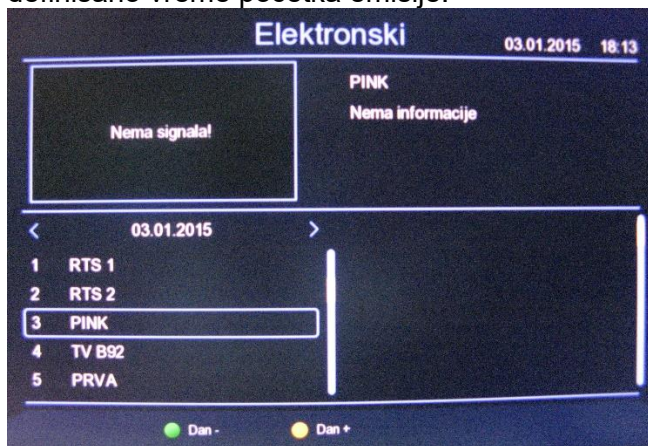 Elektronski
03.01.2015 18:13
PINK
Nema informacije
Nema signala!
< 03.01.2015 >
1 RTS 1
2 RTS 2
3 PINK
4 TV B92
5 PRVA
Dan - Dan +